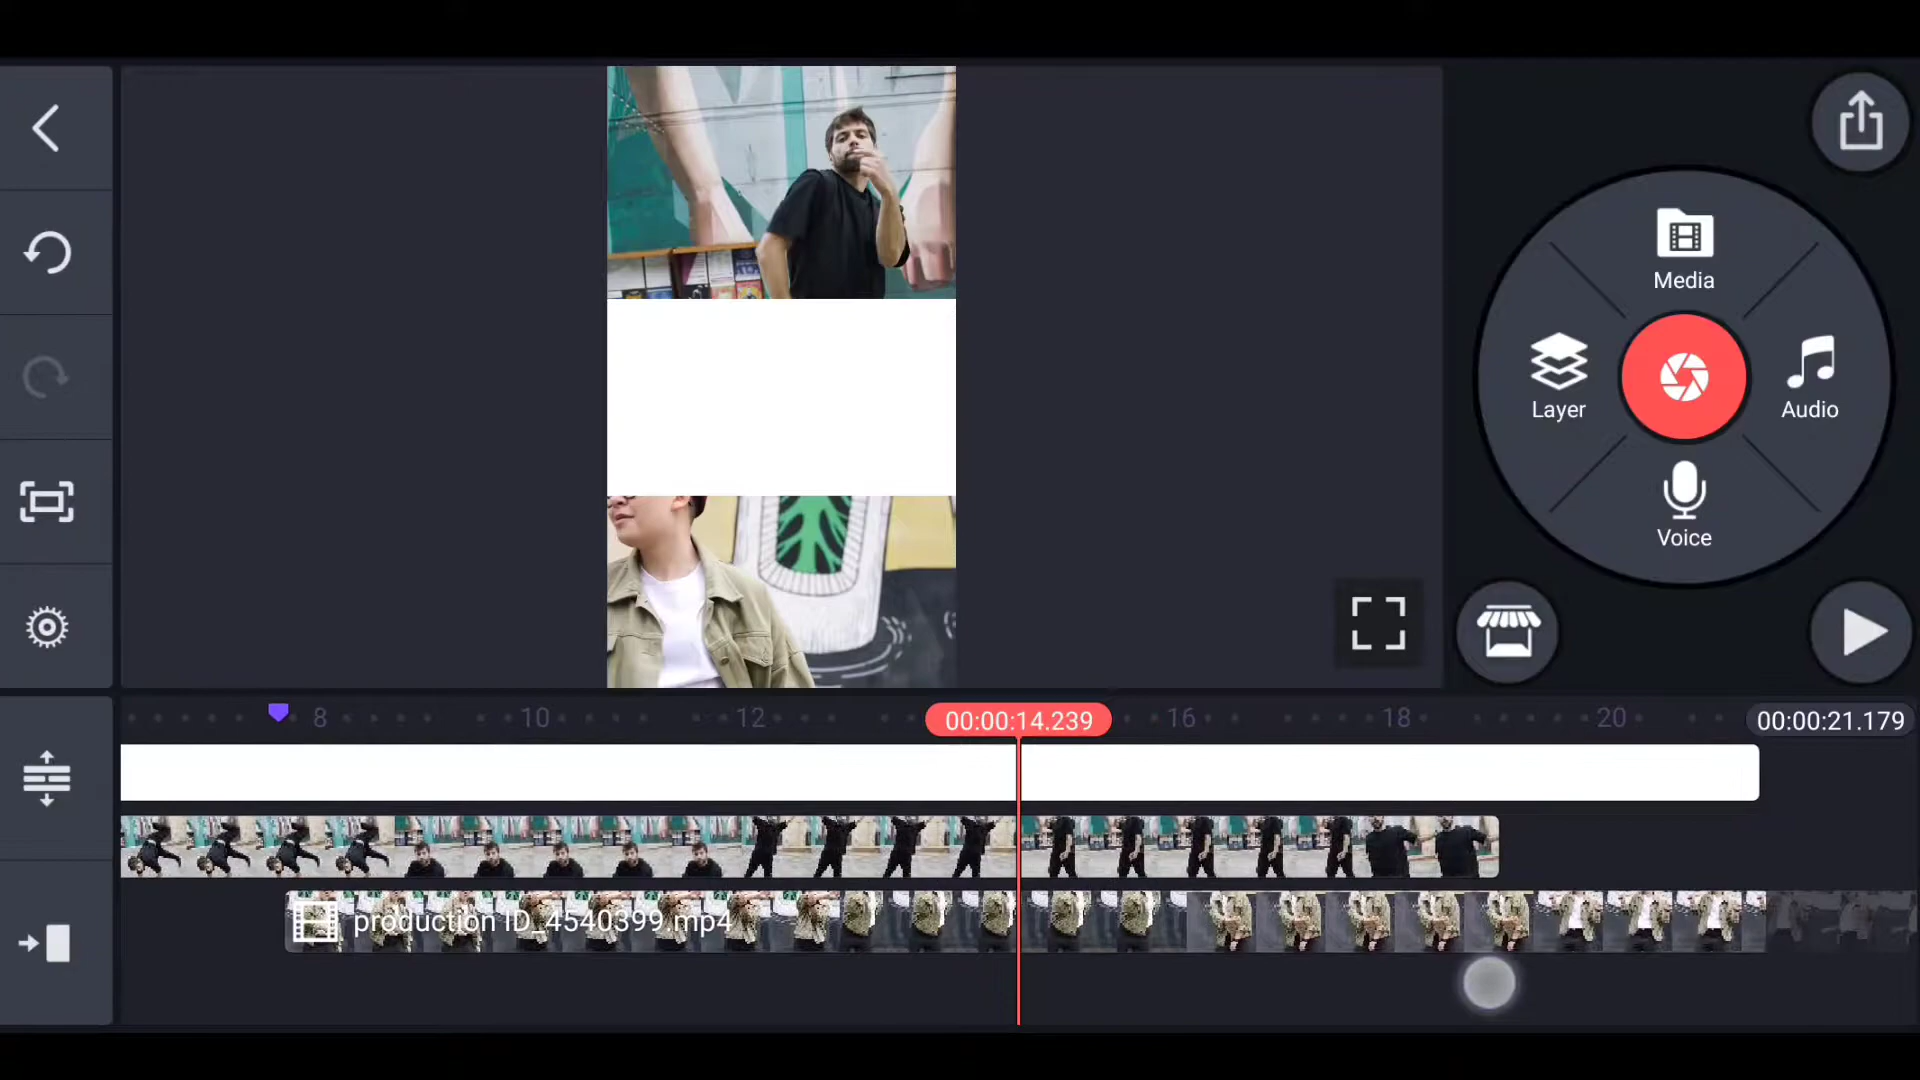 Media
Layer
Audio
Voice
8
10
12
00:00:14.239
16
18
20
00:00:21.179
production ID_4540399.mp4